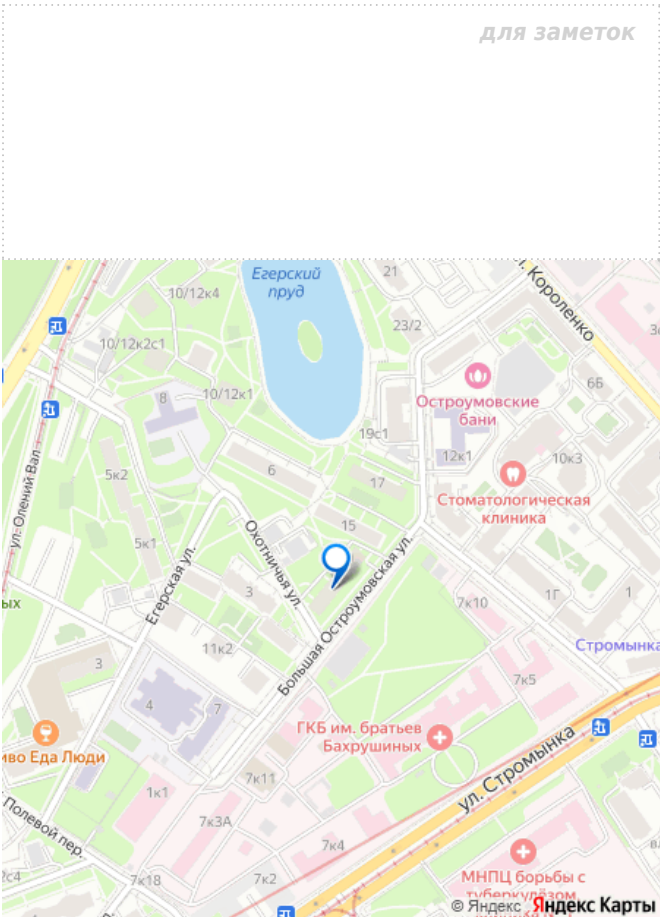 для заметок
Егерский
пруд
21
ул. Короленко
10/12к4
23/2
10/12к2с1
10/12к1
8
Остроумовские
бани
6Б
19с1
12к1
10к3
6
17
5к2
Стоматологическая
клиника
15
ул. Олений Вал
Охотничья ул.
5к1
Егерская ул.
3
Большая Остроумовская ул.
7к10
1Г
1
11к2
Стромынка
3
7к5
4
7
ГКБ им. братьев
Бахрушиных
Еда Люди
7к11
ул. Стромынка
1к1
7к3А
Полевой пер.
7к4
7к18
7к2
2с4
МНПЦ борьбы с
туберкулёзом
© Яндекс Яндекс Карты